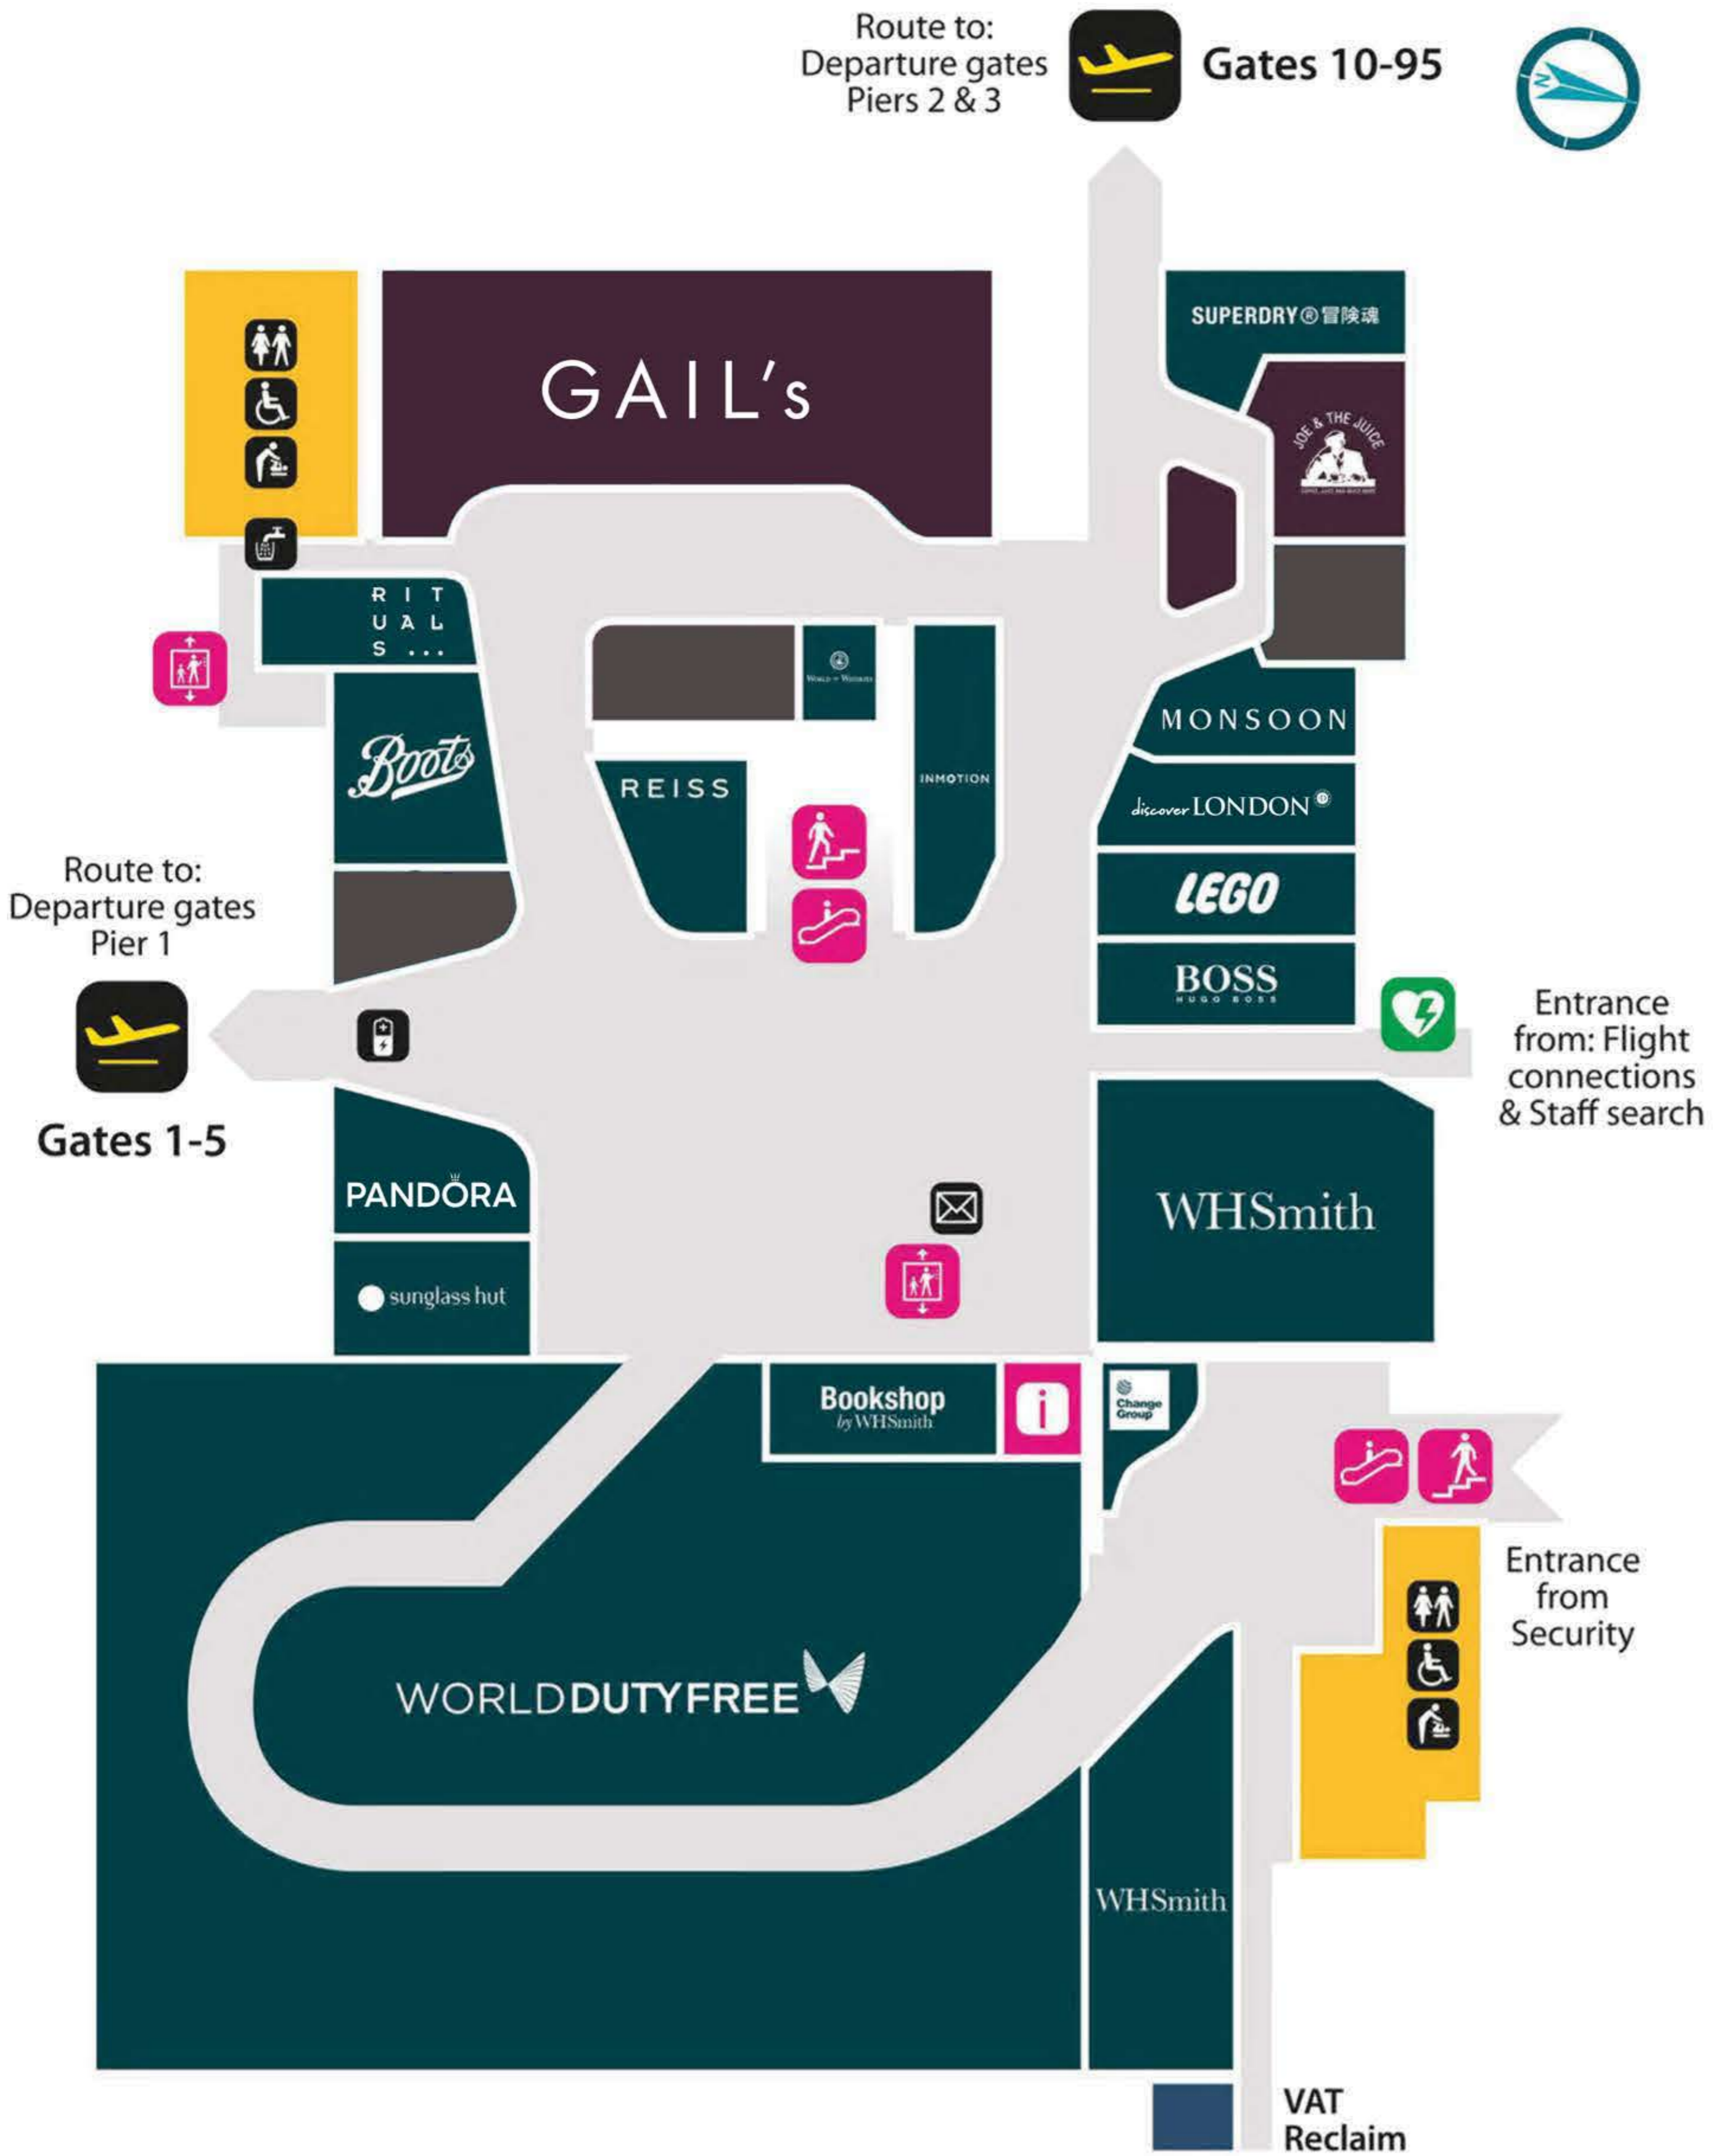 Route to:
Departure gates
Piers 2 & 3
Gates 10-95
N
SUPERDRY®冒険魂
GAIL's
JOE & THE JUICE
R I T
U A L
S ...
MONSOON
Boots
REISS
INMOTION
discover LONDON
LEGO
Route to:
Departure gates
Pier 1
BOSS
HUGO BOSS
Entrance
from: Flight
connections
& Staff search
Gates 1-5
PANDORA
WHSmith
sunglass hut
Bookshop
by WHSmith
i
Change
Group
Entrance
from
Security
WORLDDUTYFREE
WHSmith
VAT
Reclaim